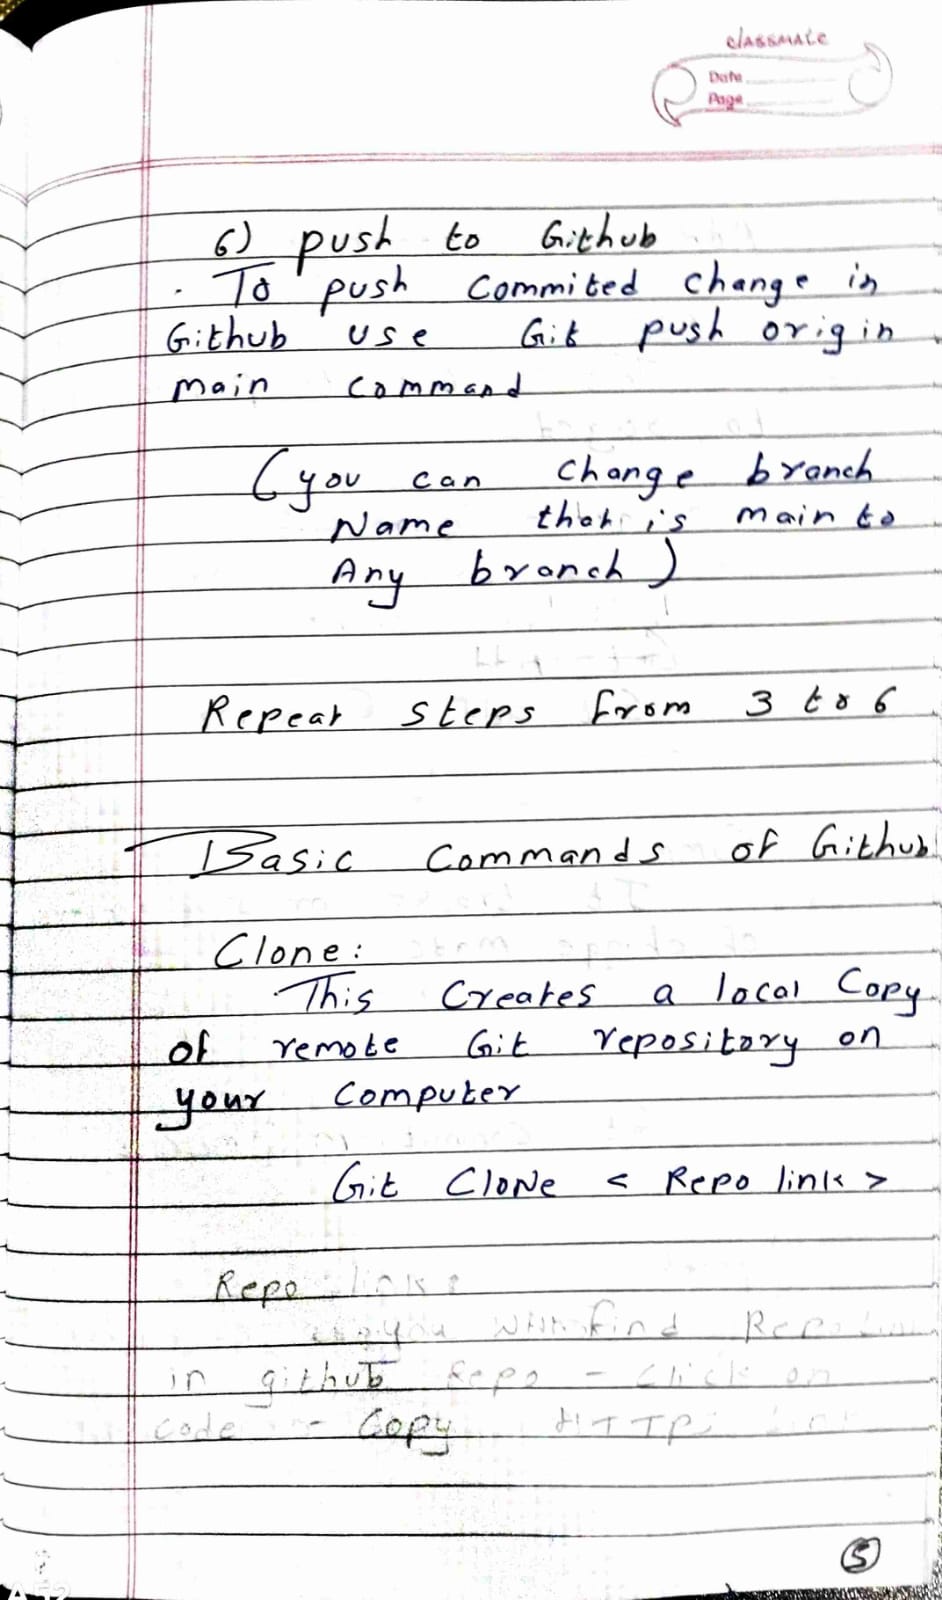 classmate
Date
Page
6) push to Github
. To push Commited change in
Github use Git push origin
main command
(you can change branch
Name that is main to
Any branch)
Repeat steps from 3 to 6
Basic Commands of Github
Clone:
This Creates a local Copy
of remote Git repository on
your Computer
Git Clone < Repo link >
Repo link:
you will find Repo
in github Repo - Click on
code - Copy HTTP
5